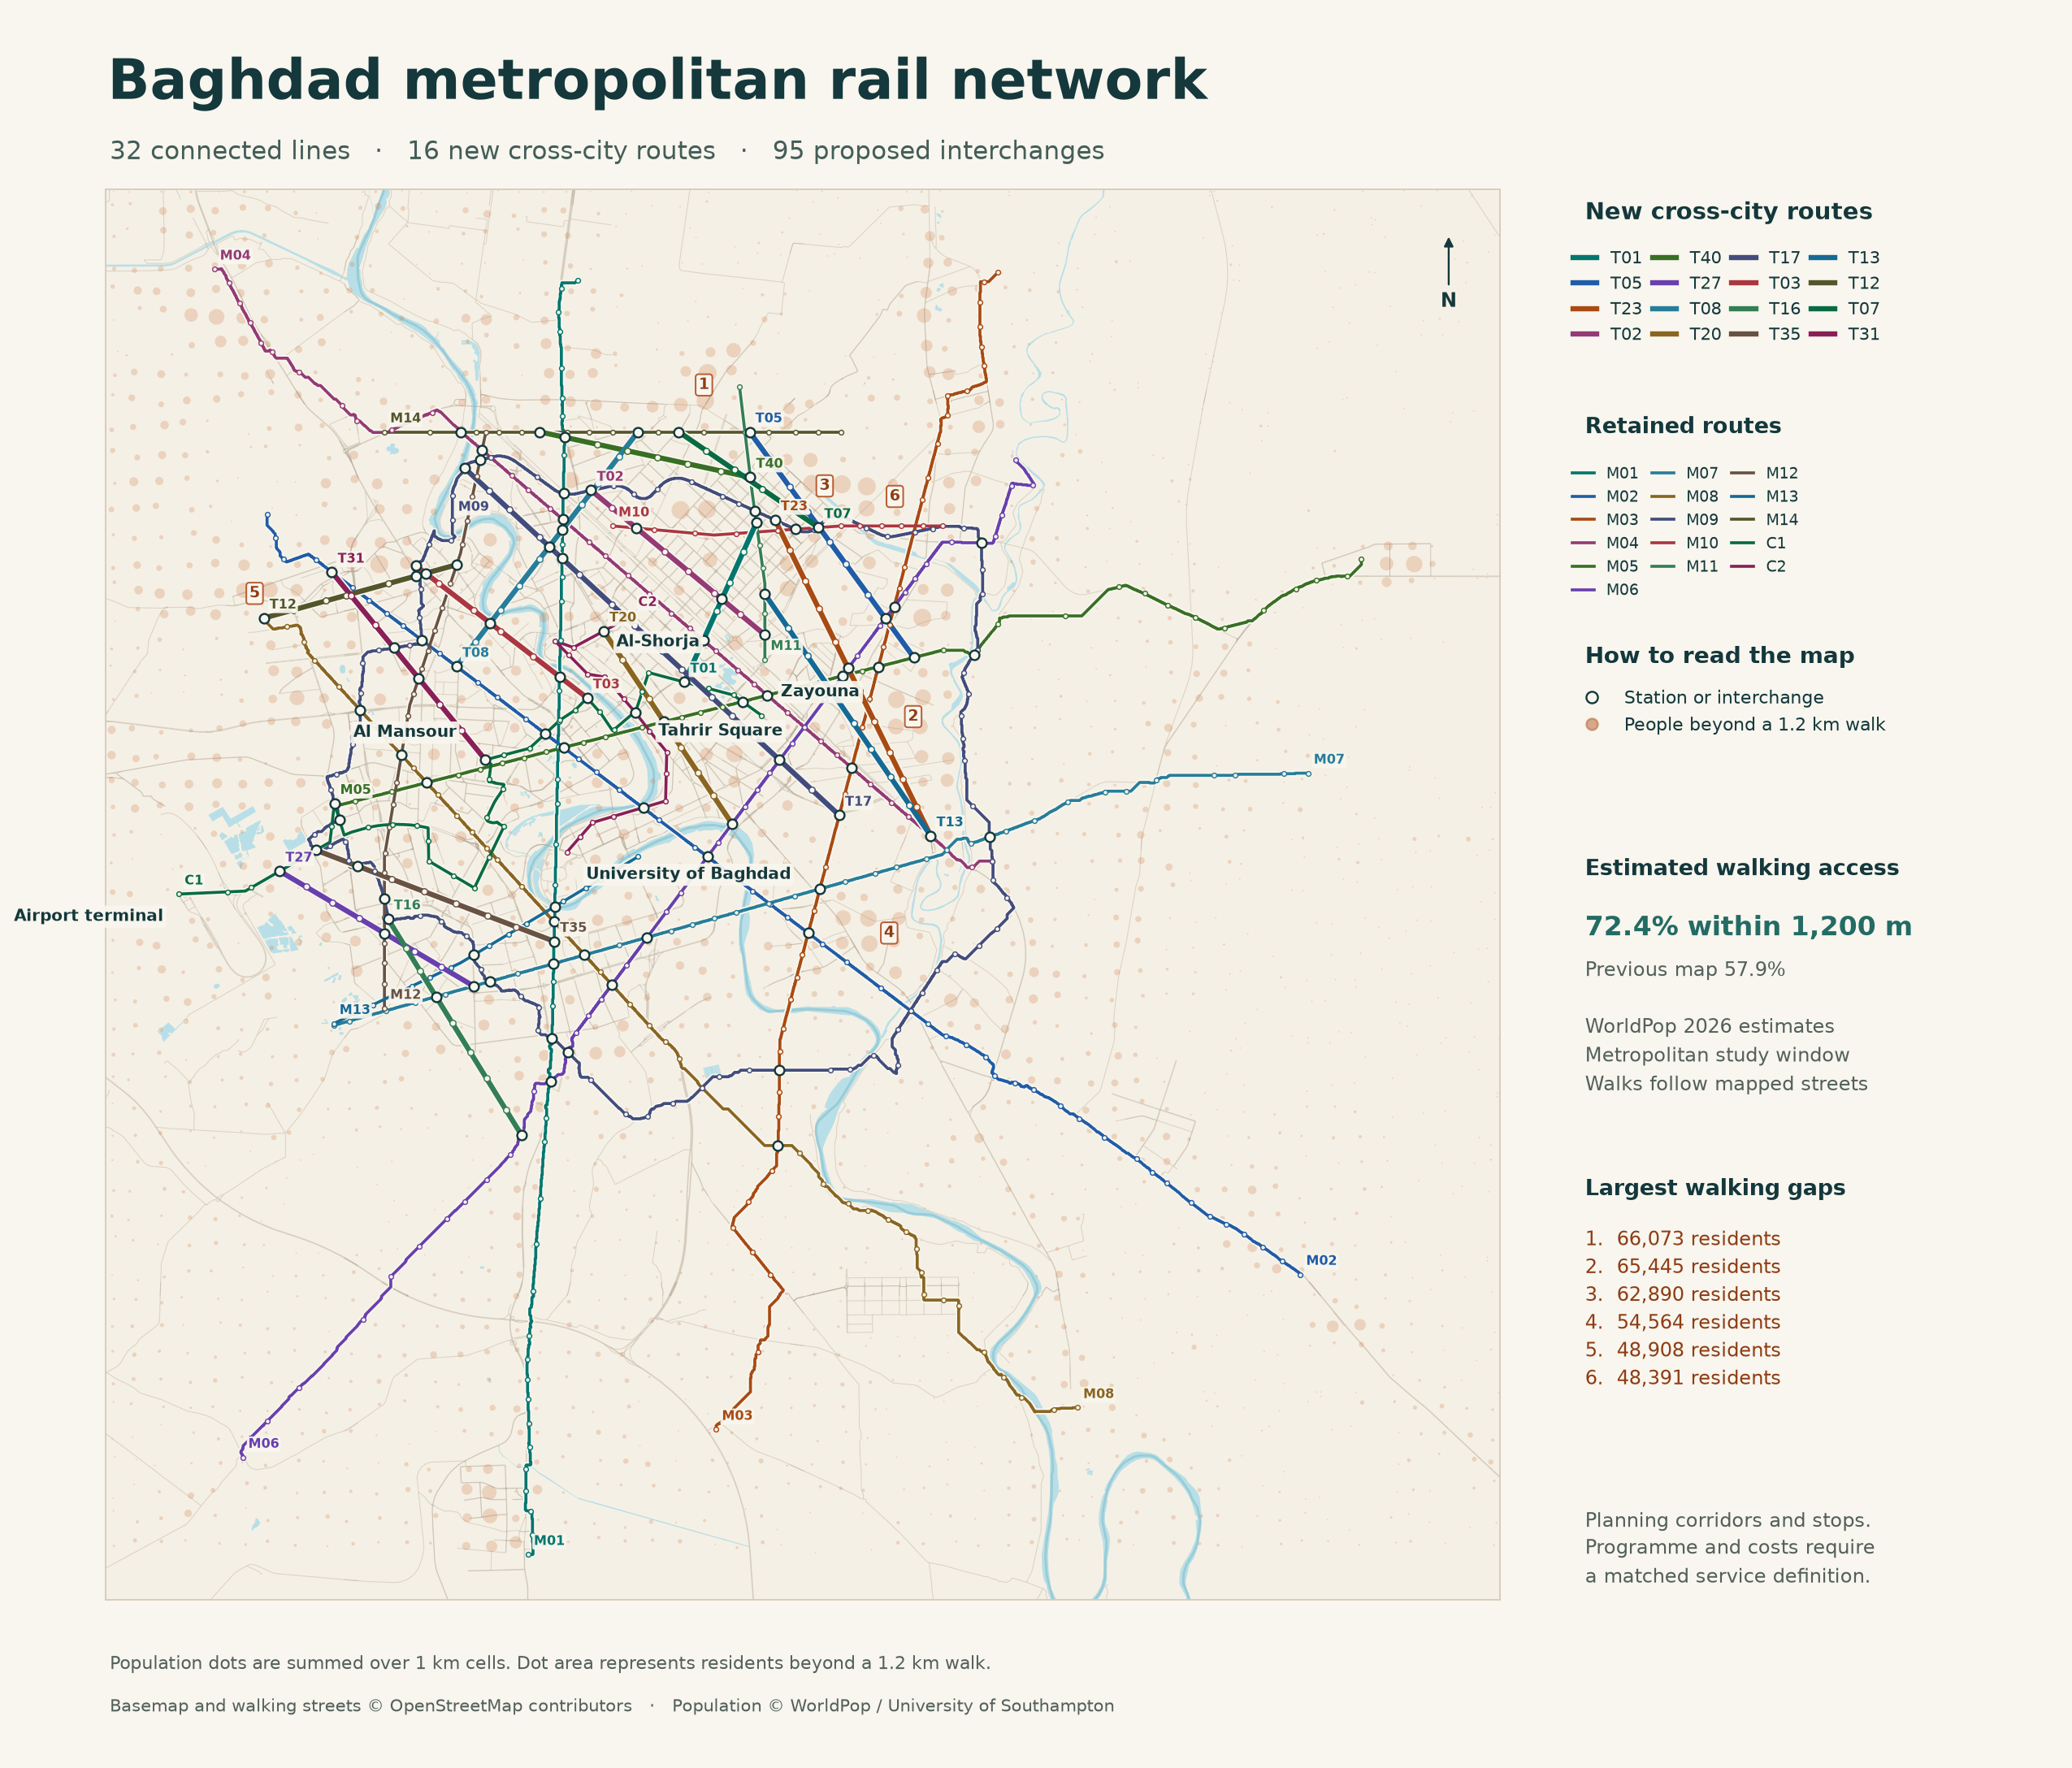 Baghdad metropolitan rail network
32 connected lines · 16 new cross-city routes · 95 proposed interchanges
M04
N
1
M14
T05
T40
T02
3
6
M09
M10
T23
T07
T31
5
T12
C2
T20
Al-Shorja
M11
T08
T01
T03
Zayouna
2
Al Mansour
Tahrir Square
M07
M05
T17
T13
T27
C1
University of Baghdad
Airport terminal
T16
T35
4
M12
M13
M02
M08
M03
M06
M01
New cross-city routes
T01 T40 T17 T13
T05 T27 T03 T12
T23 T08 T16 T07
T02 T20 T35 T31
Retained routes
M01 M07 M12
M02 M08 M13
M03 M09 M14
M04 M10 C1
M05 M11 C2
M06
How to read the map
Station or interchange
People beyond a 1.2 km walk
Estimated walking access
72.4% within 1,200 m
Previous map 57.9%
WorldPop 2026 estimates
Metropolitan study window
Walks follow mapped streets
Largest walking gaps
1. 66,073 residents
2. 65,445 residents
3. 62,890 residents
4. 54,564 residents
5. 48,908 residents
6. 48,391 residents
Planning corridors and stops.
Programme and costs require
a matched service definition.
Population dots are summed over 1 km cells. Dot area represents residents beyond a 1.2 km walk.
Basemap and walking streets © OpenStreetMap contributors · Population © WorldPop / University of Southampton